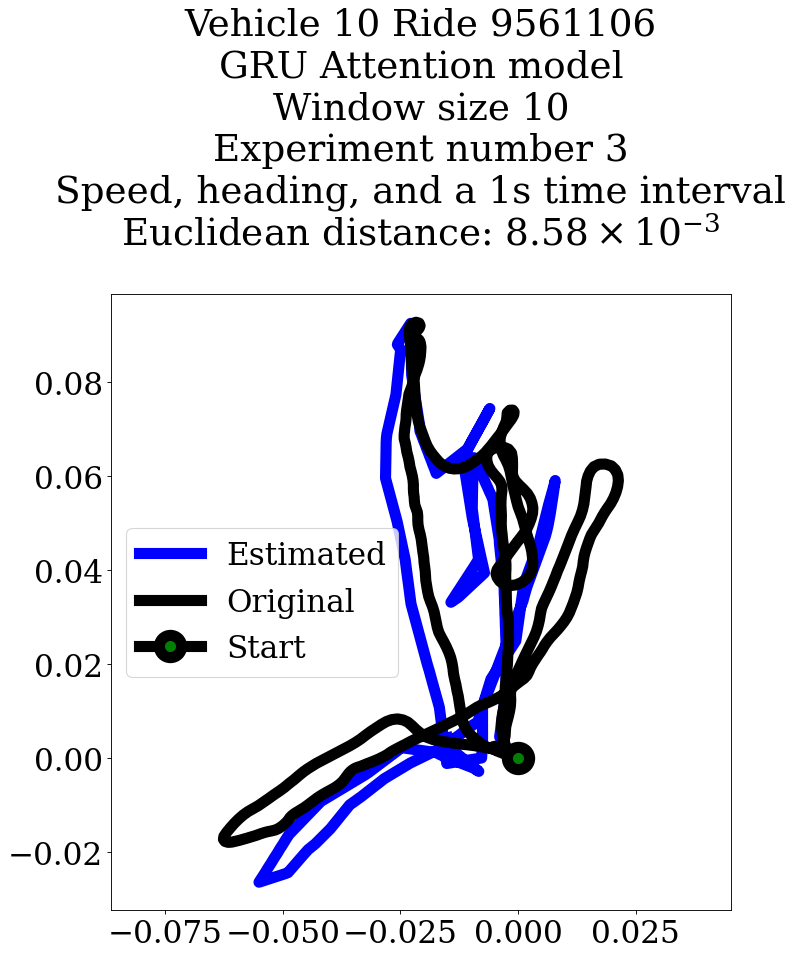 Vehicle 10 Ride 9561106
GRU Attention model
Window size 10
Experiment number 3
Speed, heading, and a 1s time interval
Euclidean distance: 8.58 × 10⁻³
0.08
0.06
0.04
0.02
0.00
−0.02
Estimated
Original
Start
−0.075 −0.050 −0.025 0.000 0.025